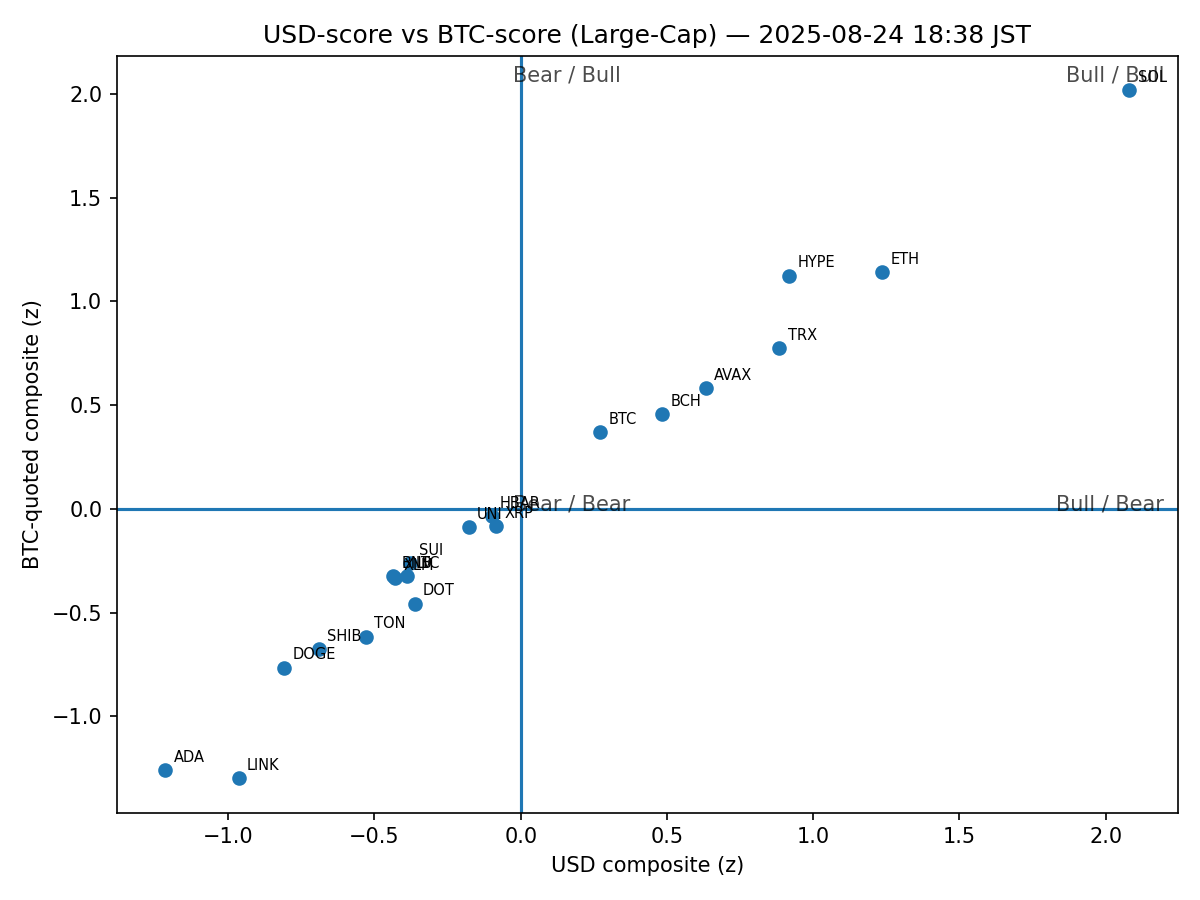 USD-score vs BTC-score (Large-Cap) — 2025-08-24 18:38 JST
Bear / Bull
Bull / Bull
SOL
2.0
1.5
HYPE
ETH
1.0
TRX
AVAX
0.5
BCH
BTC
HBAR
Bear / Bear
Bull / Bear
0.0
UNI
XRP
SUI
XLM
−0.5
DOT
TON
SHIB
DOGE
−1.0
ADA
LINK
−1.0
−0.5
0.0
0.5
1.0
1.5
2.0
USD composite (z)
BTC-quoted composite (z)